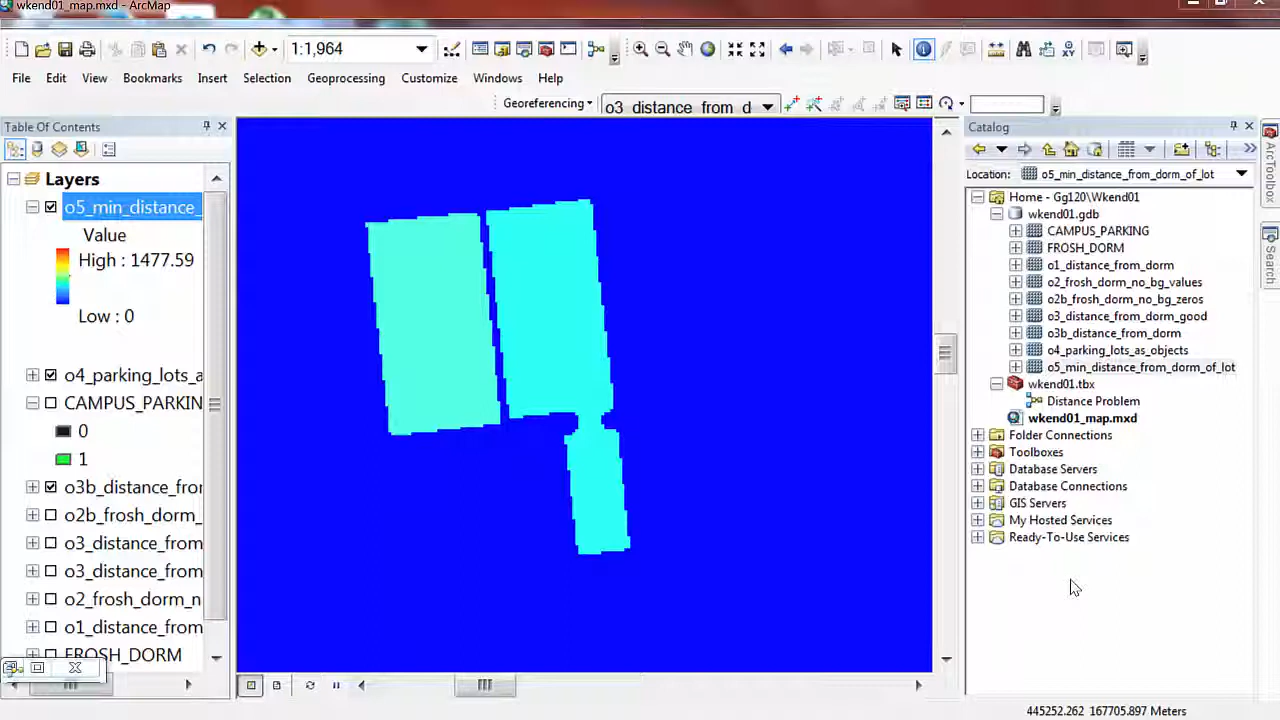 wkend01_map.mxd - ArcMap
1:1,964
File Edit View Bookmarks Insert Selection Geoprocessing Customize Windows Help
Georeferencing o3_distance_from_d
Table Of Contents
Layers
o5_min_distance_
Value
High : 1477.59
Low : 0
o4_parking_lots_a
CAMPUS_PARKIN
0
1
o3b_distance_fro
o2b_frosh_dorm_
o3_distance_from
o3_distance_from
o2_frosh_dorm_n
o1_distance_from
FROSH_DORM
Catalog
Location: o5_min_distance_from_dorm_of_lot
Home - Gg120\Wkend01
wkend01.gdb
CAMPUS_PARKING
FROSH_DORM
o1_distance_from_dorm
o2_frosh_dorm_no_bg_values
o2b_frosh_dorm_no_bg_zeros
o3_distance_from_dorm_good
o3b_distance_from_dorm
o4_parking_lots_as_objects
o5_min_distance_from_dorm_of_lot
wkend01.tbx
Distance Problem
wkend01_map.mxd
Folder Connections
Toolboxes
Database Servers
Database Connections
GIS Servers
My Hosted Services
Ready-To-Use Services
ArcToolbox
Search
445252.262 167705.897 Meters